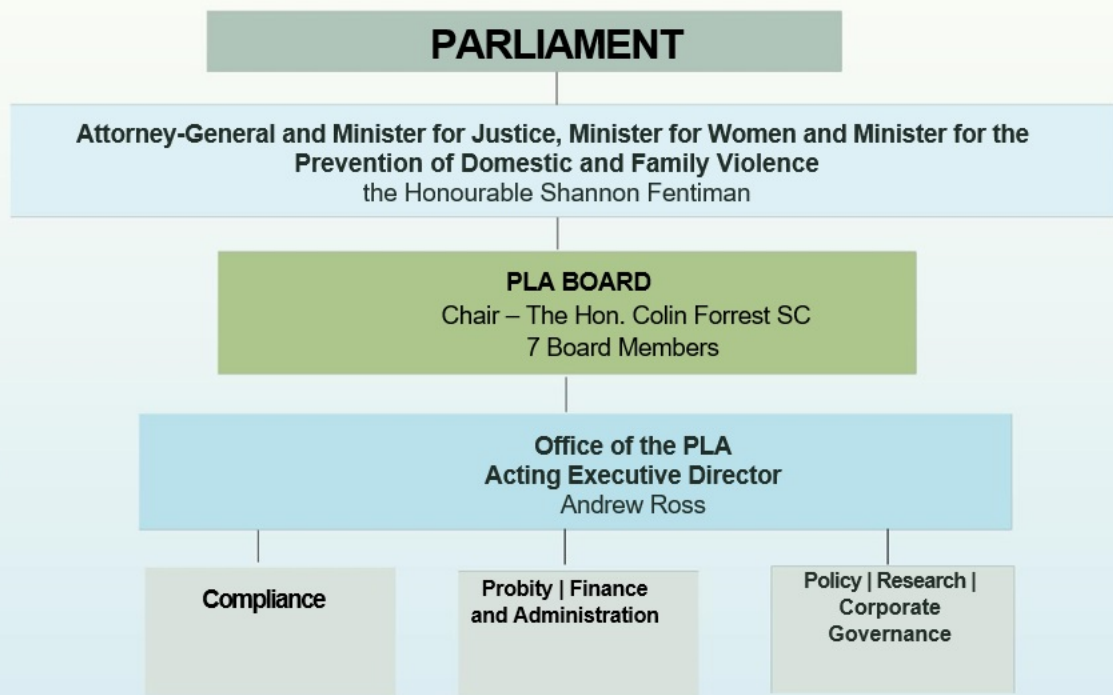 PARLIAMENT
Attorney-General and Minister for Justice, Minister for Women and Minister for the
Prevention of Domestic and Family Violence
the Honourable Shannon Fentiman
PLA BOARD
Chair – The Hon. Colin Forrest SC
7 Board Members
Office of the PLA
Acting Executive Director
Andrew Ross
Compliance
Probity | Finance
and Administration
Policy | Research |
Corporate
Governance